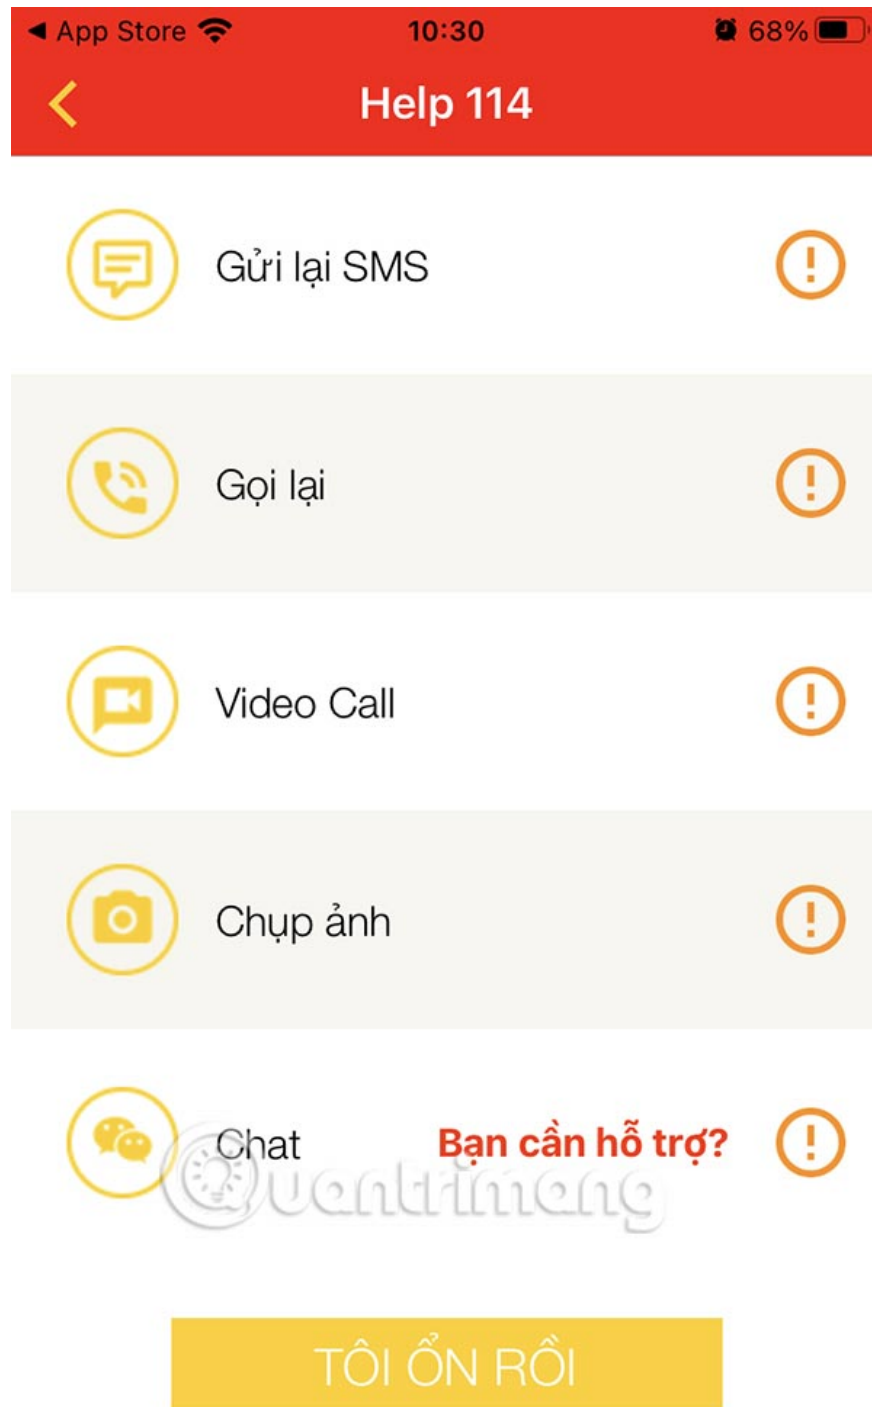 App Store 10:30 68%
Help 114
Gửi lại SMS
Gọi lại
Video Call
Chụp ảnh
Chat Bạn cần hỗ trợ?
Quantrimang
TÔI ỔN RỒI